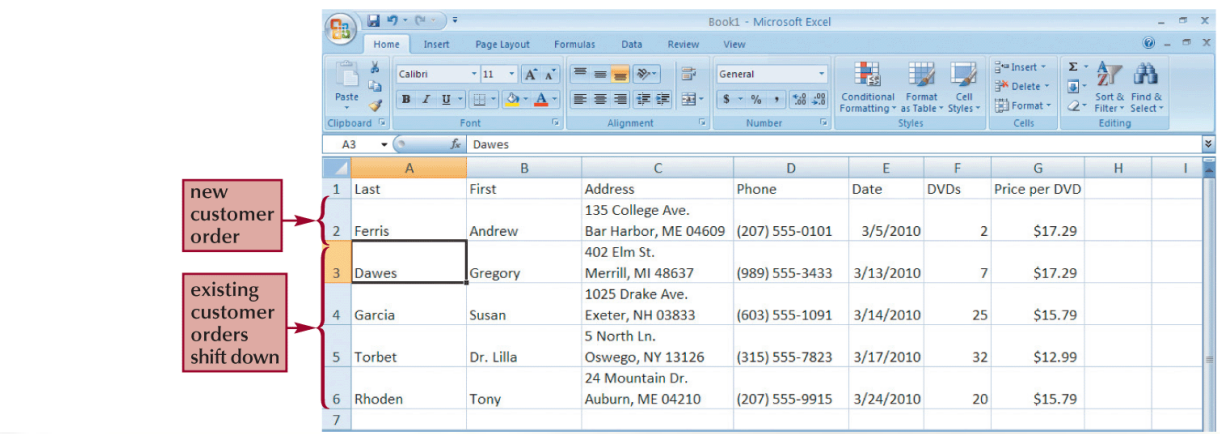 Book1 - Microsoft Excel
Home Insert Page Layout Formulas Data Review View
Paste
Clipboard
Calibri 11 A A
B I U A
Font
Alignment
General
$ % , .0 .00 .00 .0
Number
Conditional Formatting
Format as Table
Cell Styles
Styles
Insert
Delete
Format
Cells
Σ
Sort & Filter
Find & Select
Editing
A3 fx Dawes
A B C D E F G H I
1 Last First Address Phone Date DVDs Price per DVD
135 College Ave.
2 Ferris Andrew Bar Harbor, ME 04609 (207) 555-0101 3/5/2010 2 $17.29
402 Elm St.
3 Dawes Gregory Merrill, MI 48637 (989) 555-3433 3/13/2010 7 $17.29
1025 Drake Ave.
4 Garcia Susan Exeter, NH 03833 (603) 555-1091 3/14/2010 25 $15.79
5 North Ln.
5 Torbet Dr. Lilla Oswego, NY 13126 (315) 555-7823 3/17/2010 32 $12.99
24 Mountain Dr.
6 Rhoden Tony Auburn, ME 04210 (207) 555-9915 3/24/2010 20 $15.79
7
new
customer
order
existing
customer
orders
shift down